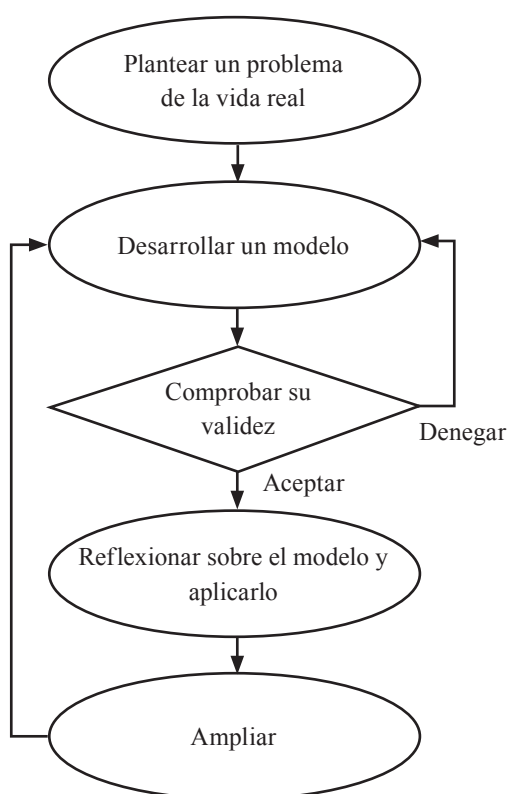 Plantear un problema
de la vida real
Desarrollar un modelo
Comprobar su
validez
Denegar
Aceptar
Reflexionar sobre el modelo y
aplicarlo
Ampliar